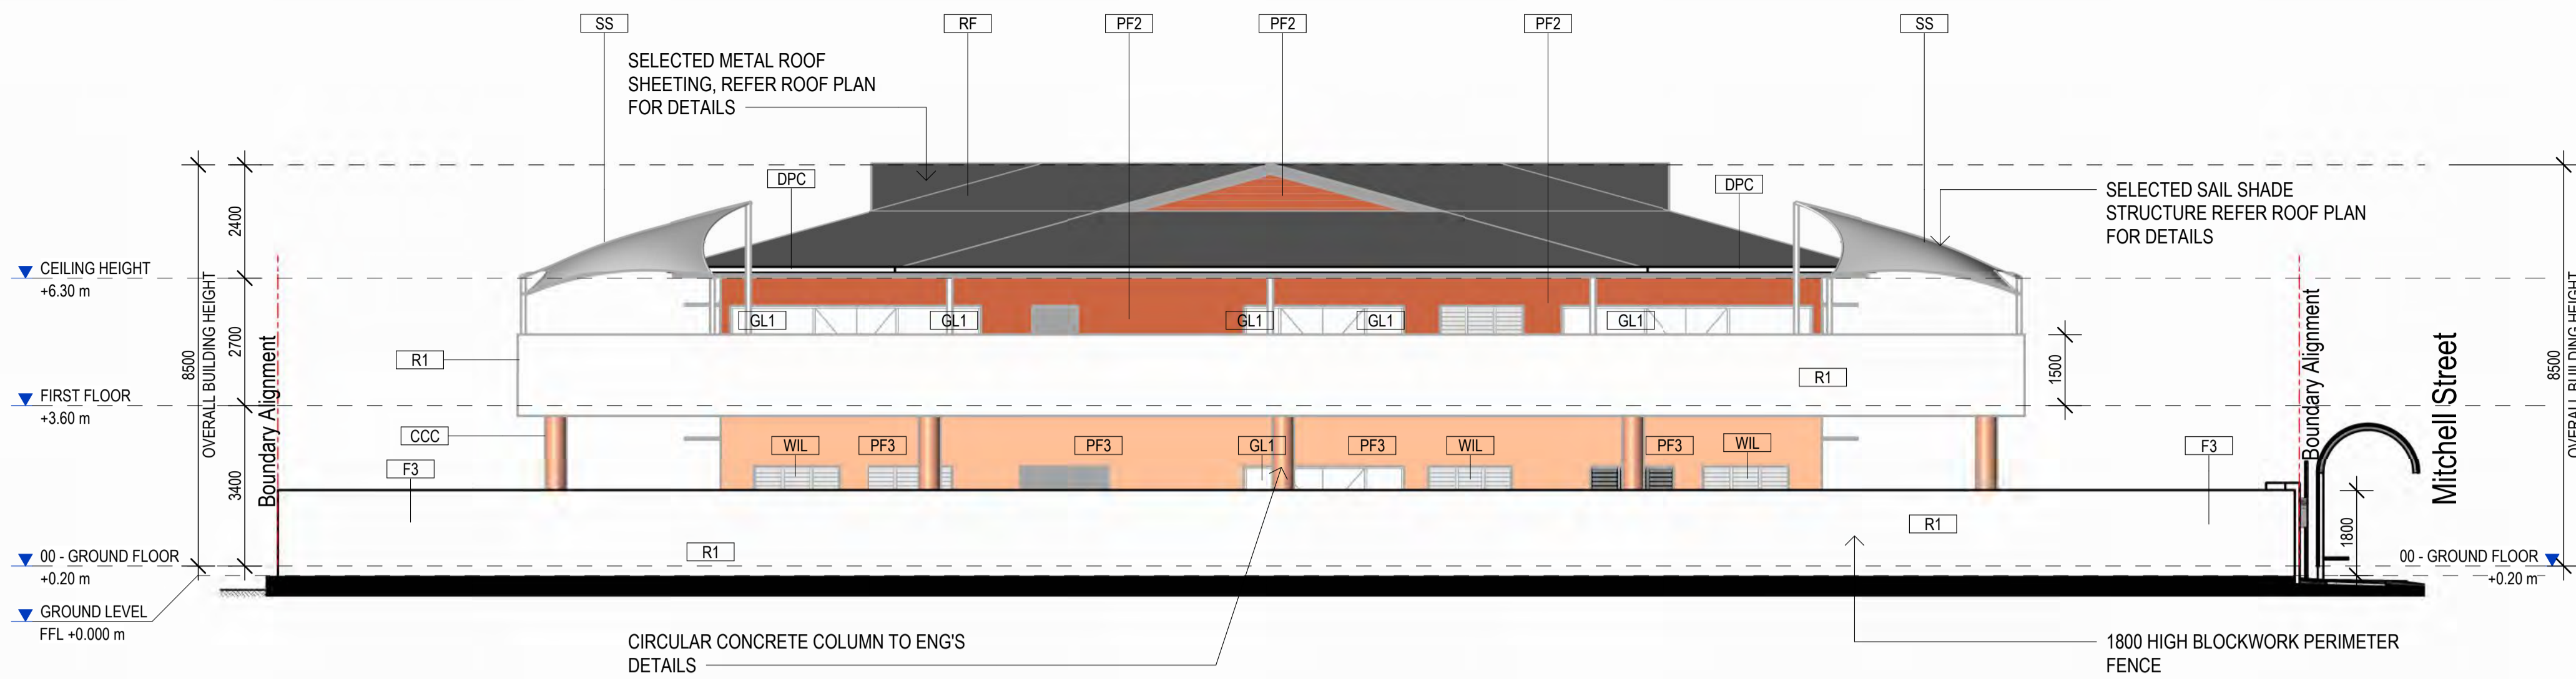 SS
RF
PF2
PF2
PF2
SS
SELECTED METAL ROOF
SHEETING, REFER ROOF PLAN
FOR DETAILS
DPC
DPC
SELECTED SAIL SHADE
STRUCTURE REFER ROOF PLAN
FOR DETAILS
2400
CEILING HEIGHT
+6.30 m
8500
OVERALL BUILDING HEIGHT
2700
Boundary Alignment
GL1
GL1
GL1
GL1
GL1
R1
R1
1500
Boundary Alignment
Mitchell Street
8500
OVERALL BUILDING HEIGHT
FIRST FLOOR
+3.60 m
CCC
F3
3400
WIL
PF3
PF3
GL1
PF3
WIL
PF3
WIL
F3
R1
R1
1800
00 - GROUND FLOOR
+0.20 m
00 - GROUND FLOOR
+0.20 m
GROUND LEVEL
FFL +0.000 m
CIRCULAR CONCRETE COLUMN TO ENG'S
DETAILS
1800 HIGH BLOCKWORK PERIMETER
FENCE